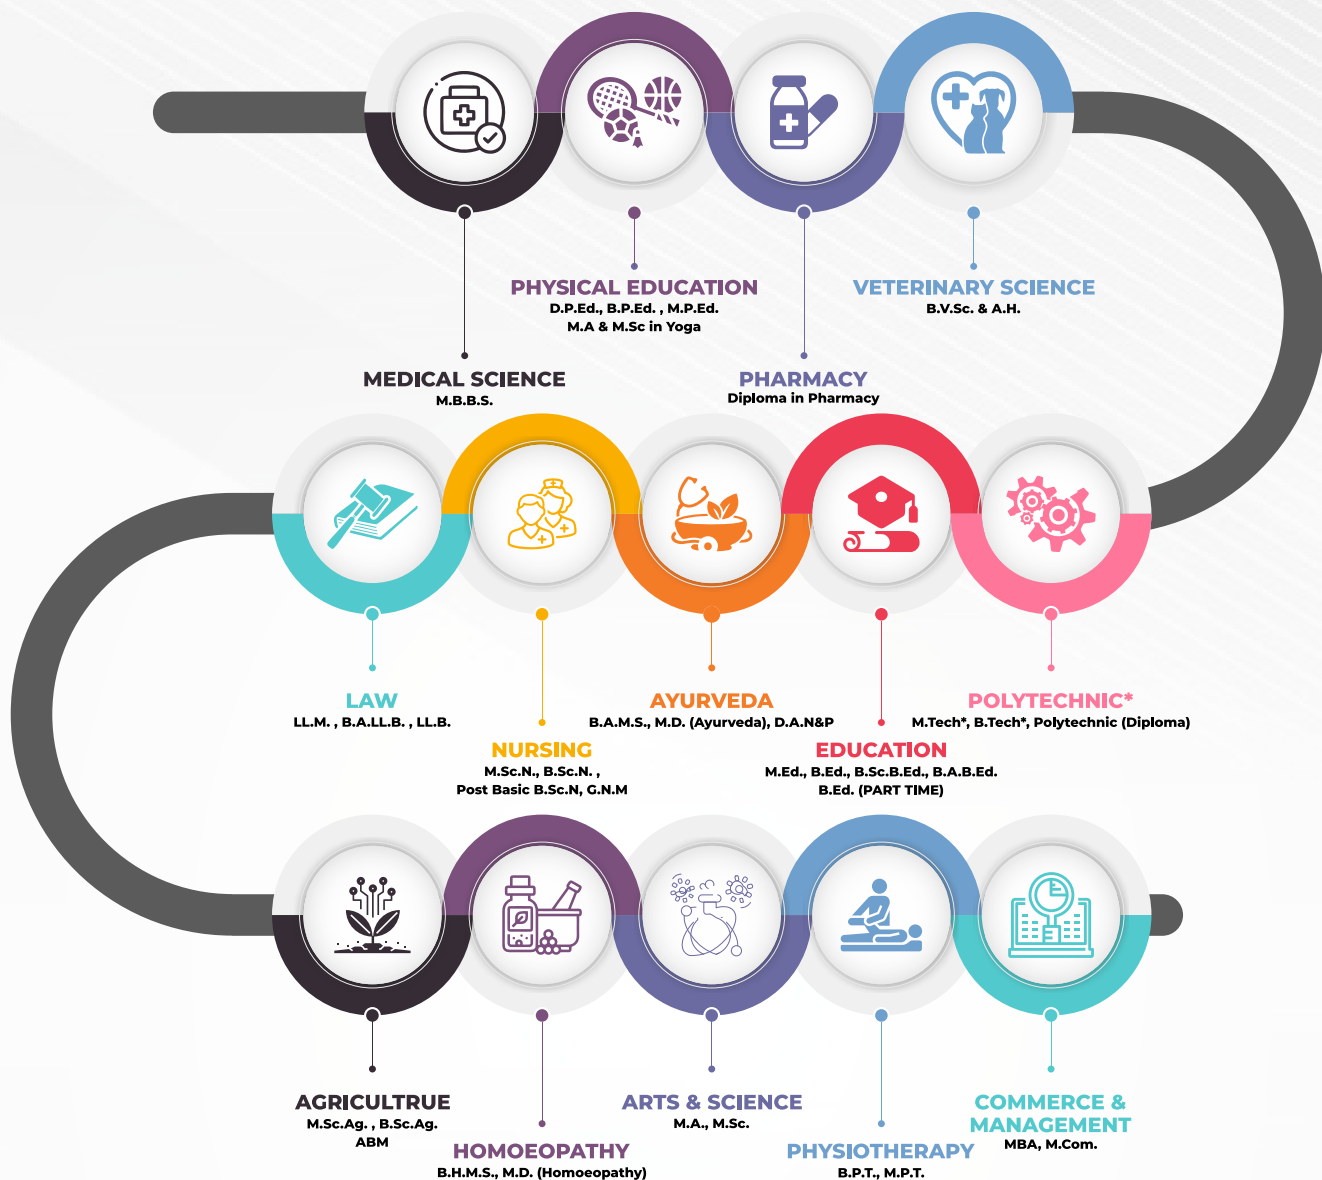 PHYSICAL EDUCATION
D.P.Ed., B.P.Ed. , M.P.Ed.
M.A & M.Sc in Yoga
VETERINARY SCIENCE
B.V.Sc. & A.H.
MEDICAL SCIENCE
M.B.B.S.
PHARMACY
Diploma in Pharmacy
LAW
LL.M. , B.A.LL.B. , LL.B.
AYURVEDA
B.A.M.S., M.D. (Ayurveda), D.A.N&P
POLYTECHNIC*
M.Tech*, B.Tech*, Polytechnic (Diploma)
NURSING
M.Sc.N., B.Sc.N. ,
Post Basic B.Sc.N, G.N.M
EDUCATION
M.Ed., B.Ed., B.Sc.B.Ed., B.A.B.Ed.
B.Ed. (PART TIME)
AGRICULTRUE
M.Sc.Ag. , B.Sc.Ag.
ABM
ARTS & SCIENCE
M.A., M.Sc.
COMMERCE &
MANAGEMENT
MBA, M.Com.
HOMOEOPATHY
B.H.M.S., M.D. (Homoeopathy)
PHYSIOTHERAPY
B.P.T., M.P.T.